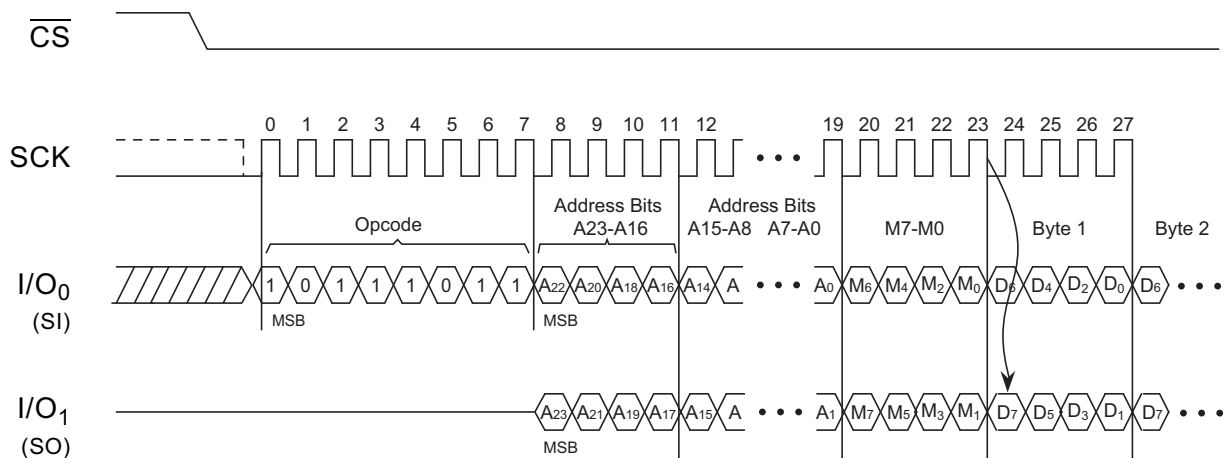 CS
0 1 2 3 4 5 6 7 8 9 10 11 12 19 20 21 22 23 24 25 26 27
SCK
Opcode
Address Bits
A23-A16
Address Bits
A15-A8 A7-A0
M7-M0
Byte 1
Byte 2
I/O0
(SI)
1 0 1 1 1 0 1 1 A22 A20 A18 A16 A14 A A0 M6 M4 M2 M0 D6 D4 D2 D0 D6
MSB MSB
I/O1
(SO)
A23 A21 A19 A17 A15 A A1 M7 M5 M3 M1 D7 D5 D3 D1 D7
MSB